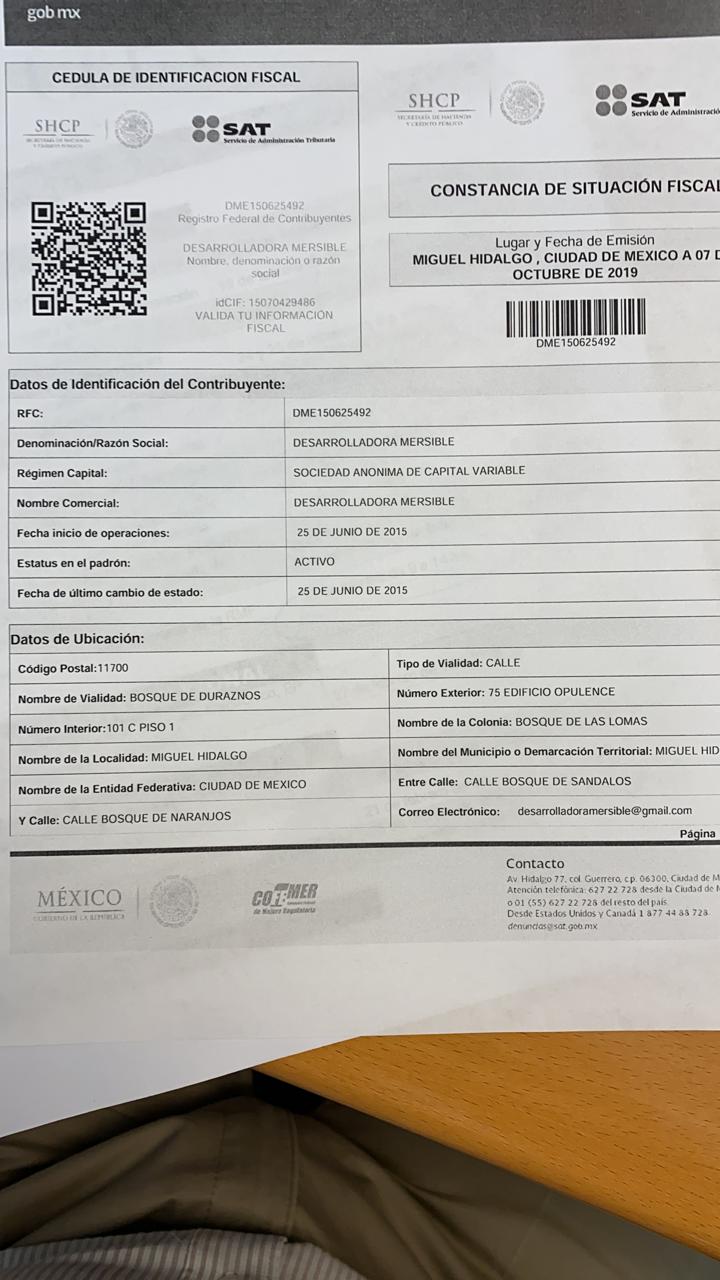 gob mx
CEDULA DE IDENTIFICACION FISCAL
SHCP
SECRETARÍA DE HACIENDA
Y CRÉDITO PÚBLICO
SAT
Servicio de Administración Tributaria
DME150625492
Registro Federal de Contribuyentes
DESARROLLADORA MERSIBLE
Nombre, denominación o razón
social
idCIF: 15070429486
VALIDA TU INFORMACIÓN
FISCAL
SHCP
SECRETARÍA DE HACIENDA
Y CRÉDITO PÚBLICO
SAT
Servicio de Administració
CONSTANCIA DE SITUACIÓN FISCAL
Lugar y Fecha de Emisión
MIGUEL HIDALGO , CIUDAD DE MEXICO A 07 D
OCTUBRE DE 2019
DME150625492
Datos de Identificación del Contribuyente:
RFC: DME150625492
Denominación/Razón Social: DESARROLLADORA MERSIBLE
Régimen Capital: SOCIEDAD ANONIMA DE CAPITAL VARIABLE
Nombre Comercial: DESARROLLADORA MERSIBLE
Fecha inicio de operaciones: 25 DE JUNIO DE 2015
Estatus en el padrón: ACTIVO
Fecha de último cambio de estado: 25 DE JUNIO DE 2015
Datos de Ubicación:
Código Postal:11700 Tipo de Vialidad: CALLE
Nombre de Vialidad: BOSQUE DE DURAZNOS Número Exterior: 75 EDIFICIO OPULENCE
Número Interior:101 C PISO 1 Nombre de la Colonia: BOSQUE DE LAS LOMAS
Nombre de la Localidad: MIGUEL HIDALGO Nombre del Municipio o Demarcación Territorial: MIGUEL HID
Nombre de la Entidad Federativa: CIUDAD DE MEXICO Entre Calle: CALLE BOSQUE DE SANDALOS
Y Calle: CALLE BOSQUE DE NARANJOS Correo Electrónico: desarrolladoramersible@gmail.com
Página
MÉXICO
GOBIERNO DE LA REPÚBLICA
COFEMER
de Mejora Regulatoria
Contacto
Av. Hidalgo 77, col. Guerrero, c.p. 06300, Ciudad de M
Atención telefónica: 627 22 728 desde la Ciudad de M
o 01 (55) 627 22 728 del resto del país.
Desde Estados Unidos y Canadá 1 877 44 88 728.
denuncias@sat.gob.mx